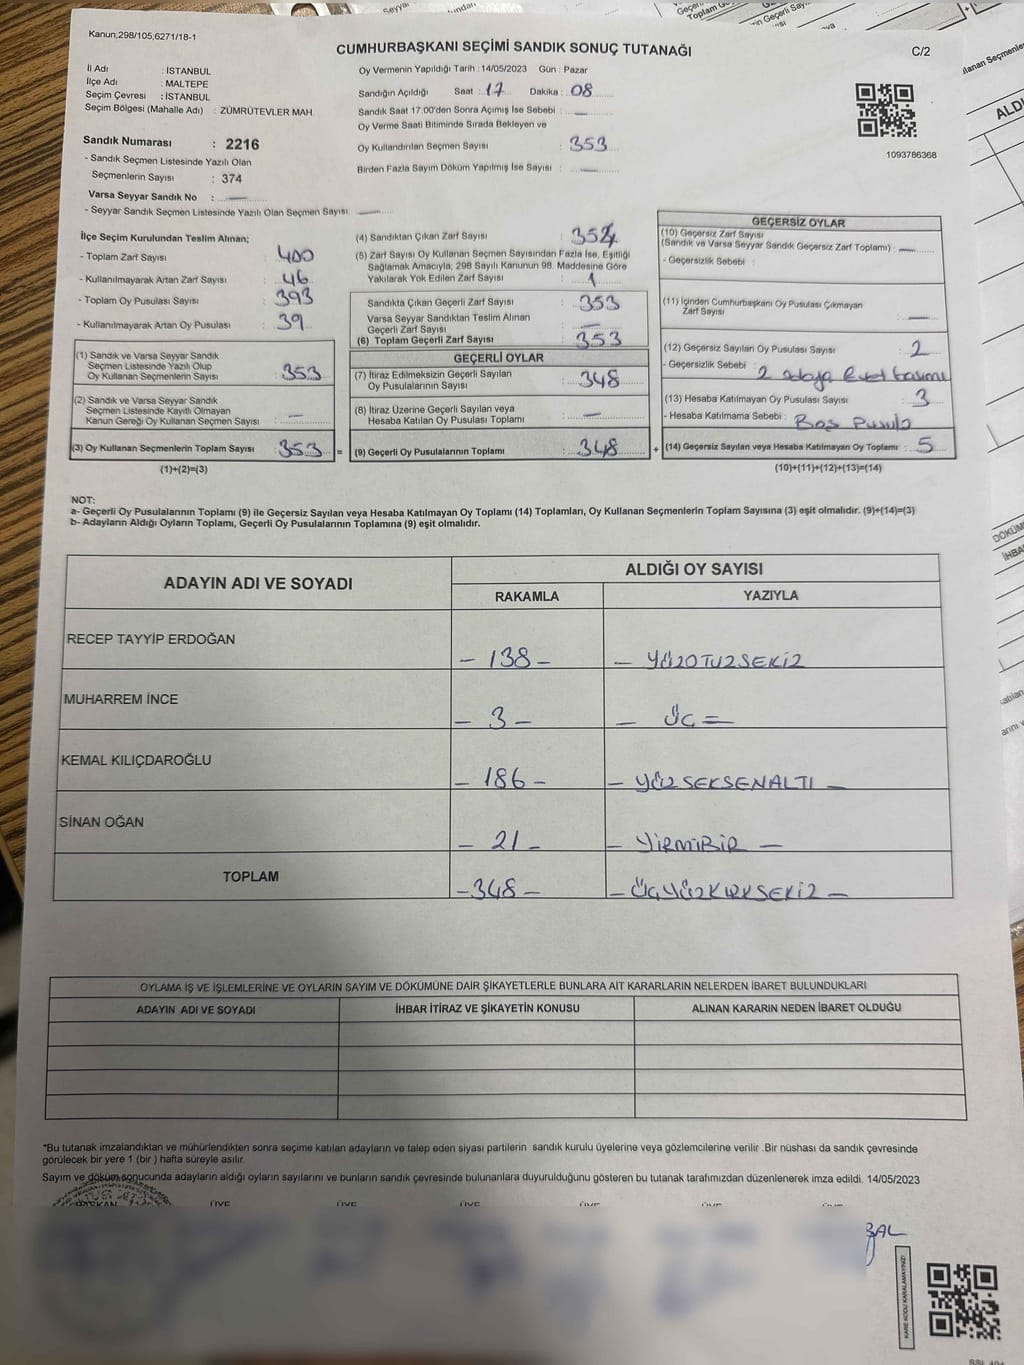 Kanun;298/105;6271/18-1
CUMHURBAŞKANI SEÇİMİ SANDIK SONUÇ TUTANAĞI
C/2
İl Adı : İSTANBUL
İlçe Adı : MALTEPE
Seçim Çevresi : İSTANBUL
Seçim Bölgesi (Mahalle Adı) : ZÜMRÜTEVLER MAH
Sandık Numarası : 2216
- Sandık Seçmen Listesinde Yazılı Olan
Seçmenlerin Sayısı : 374
Varsa Seyyar Sandık No :
- Seyyar Sandık Seçmen Listesinde Yazılı Olan Seçmen Sayısı:
Oy Vermenin Yapıldığı Tarih : 14/05/2023 Gün : Pazar
Sandığın Açıldığı Saat : 17 Dakika : 08
Sandık Saat 17.00'den Sonra Açımış İse Sebebi :
Oy Verme Saati Bitiminde Sırada Bekleyen ve
Oy Kullandırılan Seçmen Sayısı : 353
Birden Fazla Sayım Döküm Yapılmış İse Sayısı :
1093786368
İlçe Seçim Kurulundan Teslim Alınan;
- Toplam Zarf Sayısı : 400
- Kullanılmayarak Artan Zarf Sayısı : 46
- Toplam Oy Pusulası Sayısı : 393
- Kullanılmayarak Artan Oy Pusulası : 39
(1) Sandık ve Varsa Seyyar Sandık
Seçmen Listesinde Yazılı Olup
Oy Kullanan Seçmenlerin Sayısı : 353
(2) Sandık ve Varsa Seyyar Sandık
Seçmen Listesinde Kayıtlı Olmayan
Kanun Gereği Oy Kullanan Seçmen Sayısı : -
(3) Oy Kullanan Seçmenlerin Toplam Sayısı : 353 =
(1)+(2)=(3)
(4) Sandıktan Çıkan Zarf Sayısı : 354
(5) Zarf Sayısı Oy Kullanan Seçmen Sayısından Fazla İse, Eşitliği
Sağlamak Amacıyla, 298 Sayılı Kanunun 98. Maddesine Göre
Yakılarak Yok Edilen Zarf Sayısı : 1
Sandıkta Çıkan Geçerli Zarf Sayısı : 353
Varsa Seyyar Sandıktan Teslim Alınan
Geçerli Zarf Sayısı : -
(6) Toplam Geçerli Zarf Sayısı : 353
GEÇERLİ OYLAR
(7) İtiraz Edilmeksizin Geçerli Sayılan
Oy Pusulalarının Sayısı : 348
(8) İtiraz Üzerine Geçerli Sayılan veya
Hesaba Katılan Oy Pusulası Toplamı : -
(9) Geçerli Oy Pusulalarının Toplamı : 348 +
GEÇERSİZ OYLAR
(10) Geçersiz Zarf Sayısı
(Sandık ve Varsa Seyyar Sandık Geçersiz Zarf Toplamı) : -
- Geçersizlik Sebebi :
(11) İçinden Cumhurbaşkanı Oy Pusulası Çıkmayan
Zarf Sayısı : -
(12) Geçersiz Sayılan Oy Pusulası Sayısı : 2
- Geçersizlik Sebebi : 2 adaya Evet basımı
(13) Hesaba Katılmayan Oy Pusulası Sayısı : 3
- Hesaba Katılmama Sebebi : Boş pusula
(14) Geçersiz Sayılan veya Hesaba Katılmayan Oy Toplamı : 5
(10)+(11)+(12)+(13)=(14)
NOT:
a- Geçerli Oy Pusulalarının Toplamı (9) ile Geçersiz Sayılan veya Hesaba Katılmayan Oy Toplamı (14) Toplamları, Oy Kullanan Seçmenlerin Toplam Sayısına (3) eşit olmalıdır. (9)+(14)=(3)
b- Adayların Aldığı Oyların Toplamı, Geçerli Oy Pusulalarının Toplamına (9) eşit olmalıdır.
ADAYIN ADI VE SOYADI
ALDIĞI OY SAYISI
RAKAMLA YAZIYLA
RECEP TAYYİP ERDOĞAN - 138 - - YÜZOTUZSEKİZ
MUHARREM İNCE - 3 - - ÜÇ =
KEMAL KILIÇDAROĞLU - 186 - - YÜZSEKSENALTI -
SİNAN OĞAN - 21 - - YİRMİBİR -
TOPLAM -348 - - ÜÇYÜZKIRKSEKİZ -
OYLAMA İŞ VE İŞLEMLERİNE VE OYLARIN SAYIM VE DÖKÜMÜNE DAİR ŞİKAYETLERLE BUNLARA AİT KARARLARIN NELERDEN İBARET BULUNDUKLARI
ADAYIN ADI VE SOYADI İHBAR İTİRAZ VE ŞİKAYETİN KONUSU ALINAN KARARIN NEDEN İBARET OLDUĞU
*Bu tutanak imzalandıktan ve mühürlendikten sonra seçime katılan adayların ve talep eden siyasi partilerin sandık kurulu üyelerine veya gözlemcilerine verilir .Bir nüshası da sandık çevresinde
görülecek bir yere 1 (bir ) hafta süreyle asılır.
Sayım ve döküm sonucunda adayların aldığı oyların sayılarını ve bunların sandık çevresinde bulunanlara duyurulduğunu gösteren bu tutanak tarafımızdan düzenlenerek imza edildi. 14/05/2023
BAŞKAN ÜYE ÜYE ÜYE ÜYE ÜYE ÜYE
KARE KODU KARALAMAYINIZ!